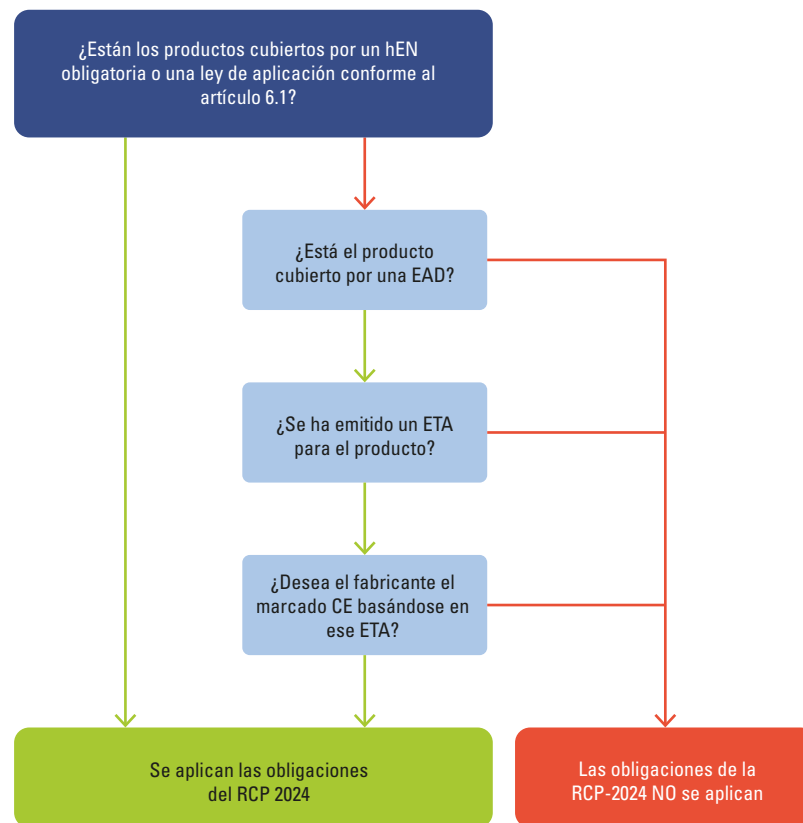 ¿Están los productos cubiertos por un hEN
obligatoria o una ley de aplicación conforme al
artículo 6.1?
¿Está el producto
cubierto por una EAD?
¿Se ha emitido un ETA
para el producto?
¿Desea el fabricante el
marcado CE basándose en
ese ETA?
Se aplican las obligaciones
del RCP 2024
Las obligaciones de la
RCP-2024 NO se aplican